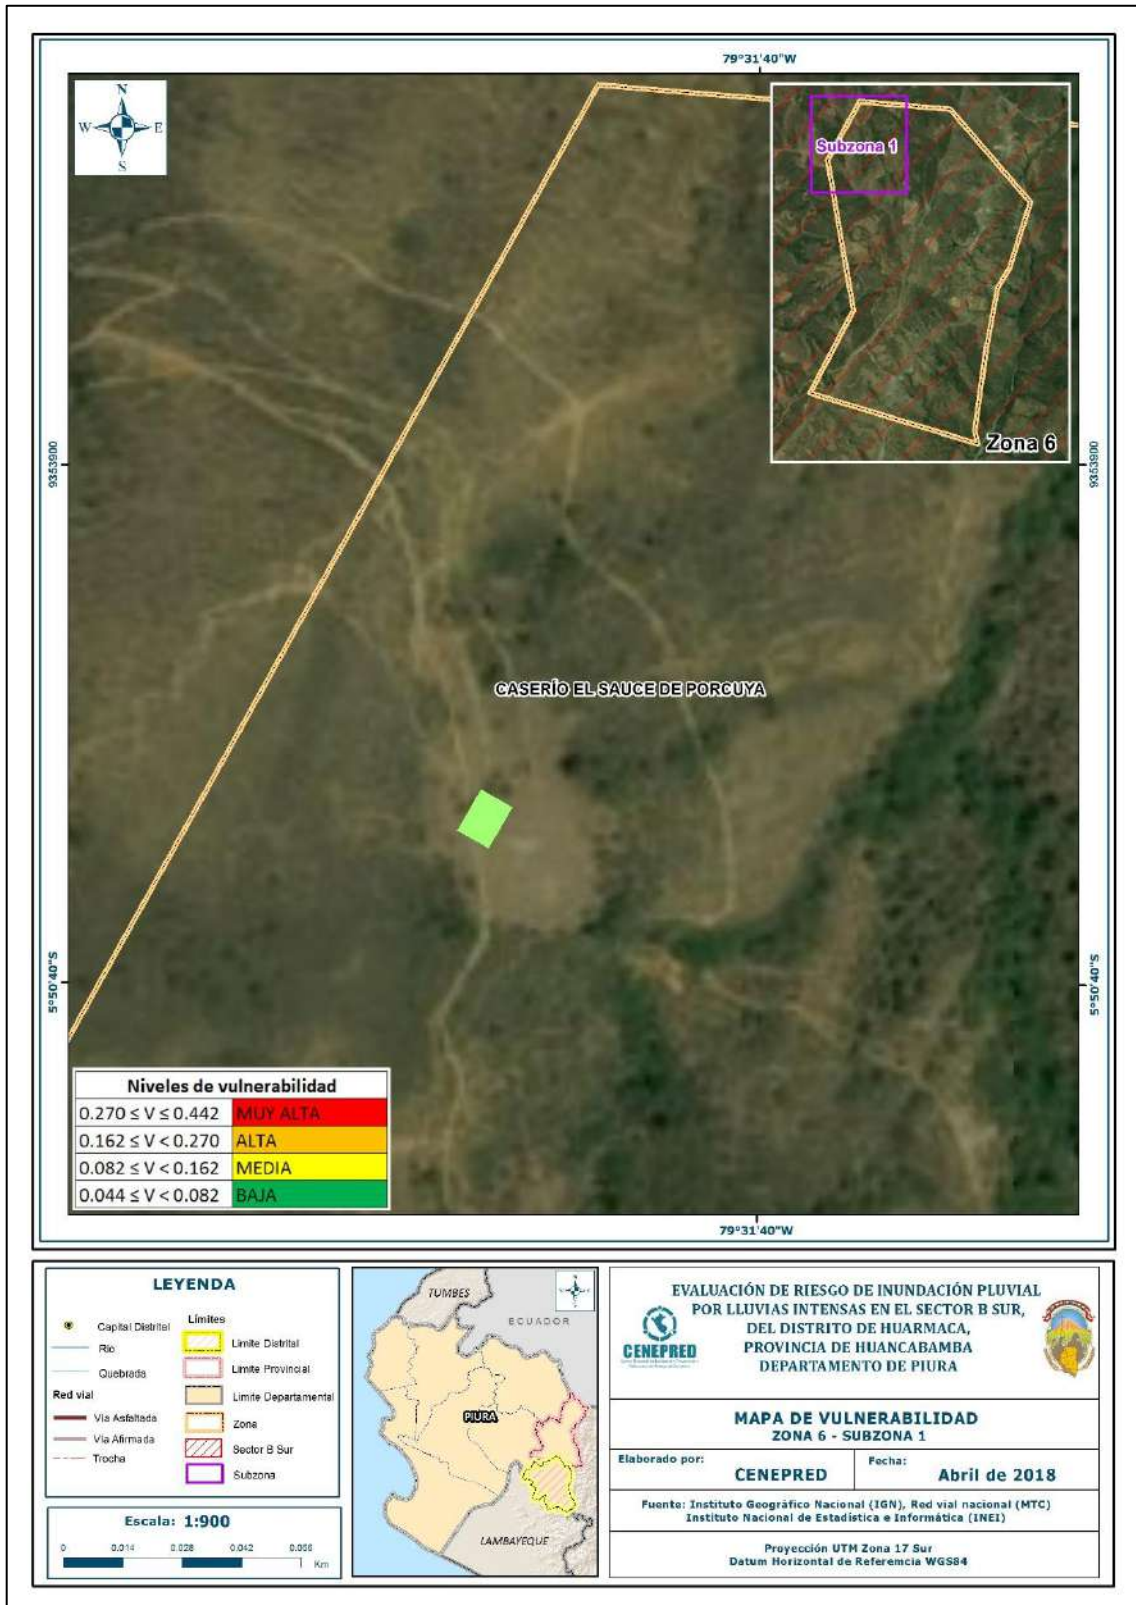 79°31'40"W
N
W E
S
Subzona 1
Zona 6
9353900
9353900
CASERÍO EL SAUCE DE PORCUYA
5°50'40"S
5°50'40"S
Niveles de vulnerabilidad
0.270 ≤ V ≤ 0.442 MUY ALTA
0.162 ≤ V < 0.270 ALTA
0.082 ≤ V < 0.162 MEDIA
0.044 ≤ V < 0.082 BAJA
79°31'40"W
LEYENDA
Capital Distrital
Río
Quebrada
Red vial
Vía Asfaltada
Vía Afirmada
Trocha
Límites
Limite Distrital
Limite Provincial
Limite Departamental
Zona
Sector B Sur
Subzona
Escala: 1:900
0 0.014 0.028 0.042 0.056
Km
TUMBES
ECUADOR
PIURA
LAMBAYEQUE
CENEPRED
EVALUACIÓN DE RIESGO DE INUNDACIÓN PLUVIAL
POR LLUVIAS INTENSAS EN EL SECTOR B SUR,
DEL DISTRITO DE HUARMACA,
PROVINCIA DE HUANCABAMBA
DEPARTAMENTO DE PIURA
MAPA DE VULNERABILIDAD
ZONA 6 - SUBZONA 1
Elaborado por:
CENEPRED
Fecha:
Abril de 2018
Fuente: Instituto Geográfico Nacional (IGN), Red vial nacional (MTC)
Instituto Nacional de Estadística e Informática (INEI)
Proyección UTM Zona 17 Sur
Datum Horizontal de Referencia WGS84